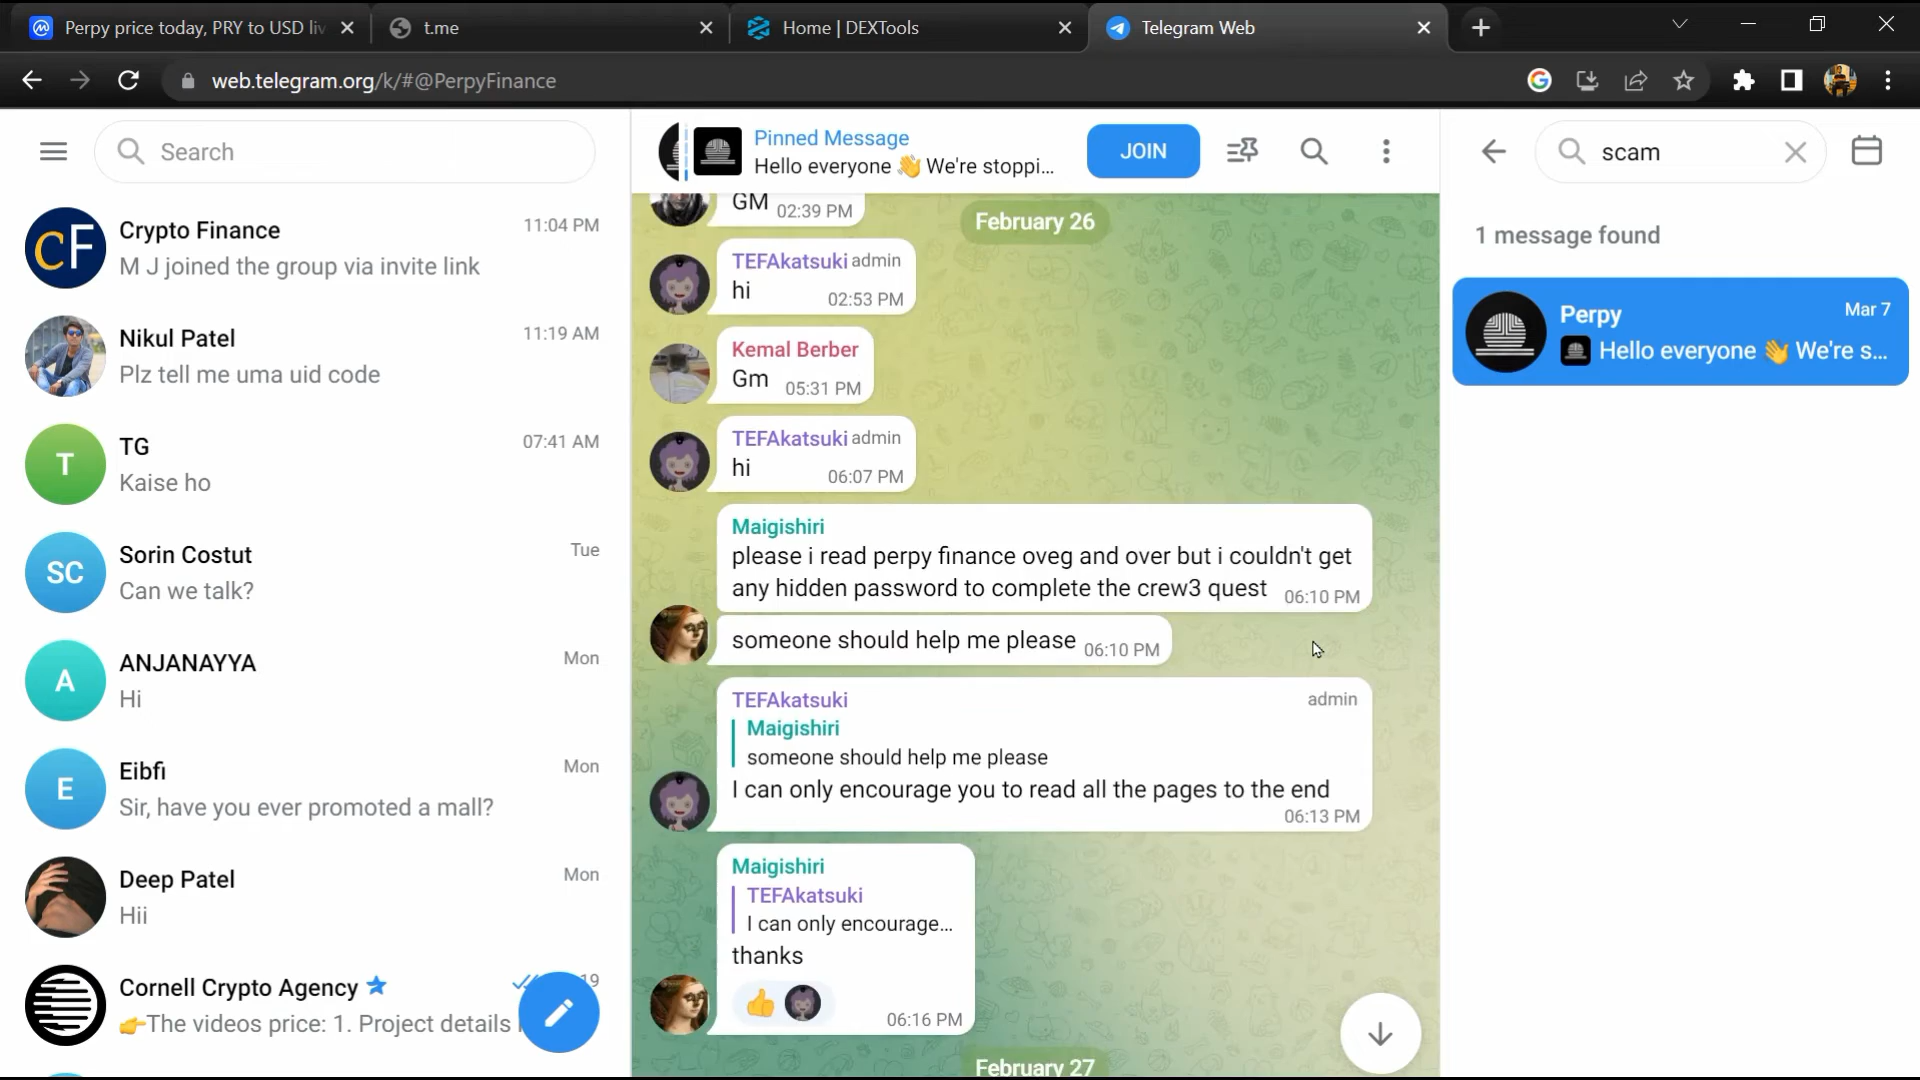 Perpy price today, PRY to USD liv
t.me
Home | DEXTools
Telegram Web
web.telegram.org/k/#@PerpyFinance
Search
Crypto Finance
11:04 PM
M J joined the group via invite link
Nikul Patel
11:19 AM
Plz tell me uma uid code
T
TG
07:41 AM
Kaise ho
SC
Sorin Costut
Tue
Can we talk?
A
ANJANAYYA
Mon
Hi
E
Eibfi
Mon
Sir, have you ever promoted a mall?
Deep Patel
Mon
Hii
Cornell Crypto Agency
19
👉The videos price: 1. Project details
Pinned Message
Hello everyone 👋 We're stoppi...
JOIN
GM 02:39 PM
February 26
TEFAkatsuki admin
hi 02:53 PM
Kemal Berber
Gm 05:31 PM
TEFAkatsuki admin
hi 06:07 PM
Maigishiri
please i read perpy finance oveg and over but i couldn't get
any hidden password to complete the crew3 quest 06:10 PM
someone should help me please 06:10 PM
TEFAkatsuki admin
Maigishiri
someone should help me please
I can only encourage you to read all the pages to the end
06:13 PM
Maigishiri
TEFAkatsuki
I can only encourage...
thanks
👍
06:16 PM
February 27
scam
1 message found
Perpy
Mar 7
Hello everyone 👋 We're s...
CF